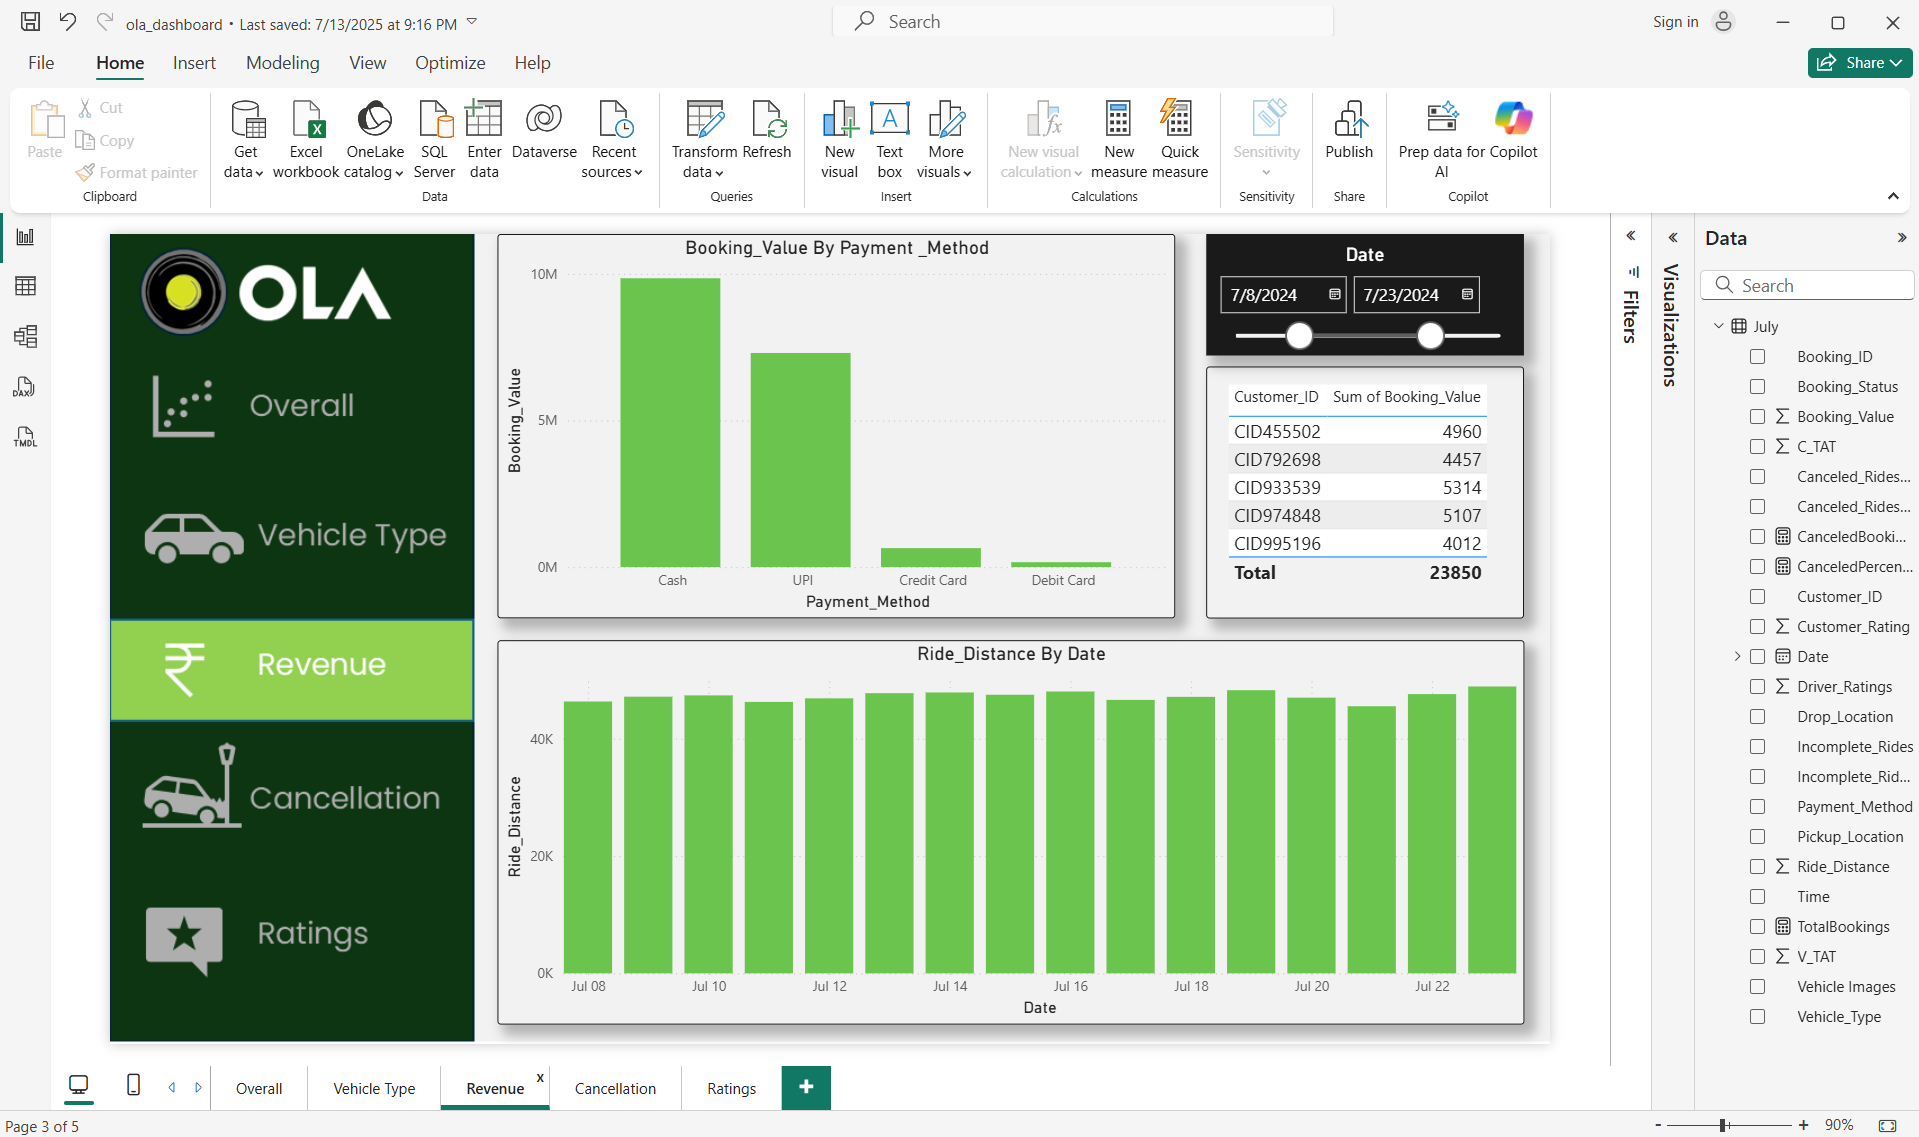 ola_dashboard • Last saved: 7/13/2025 at 9:16 PM
Search
Sign in
File
Home
Insert
Modeling
View
Optimize
Help
Share
Paste
Cut
Copy
Format painter
Clipboard
Get data
Excel workbook
OneLake catalog
SQL Server
Enter data
Dataverse
Recent sources
Data
Transform data
Refresh
Queries
New visual
Text box
More visuals
Insert
New visual calculation
New measure
Quick measure
Calculations
Sensitivity
Sensitivity
Publish
Share
Prep data for AI
Copilot
Copilot
DAX
TMDL
OLA
Overall
Vehicle Type
Revenue
Cancellation
Ratings
Booking_Value By Payment _Method
Booking_Value
10M
5M
0M
Cash
UPI
Credit Card
Debit Card
Payment_Method
Date
7/8/2024
7/23/2024
Customer_ID Sum of Booking_Value
CID455502 4960
CID792698 4457
CID933539 5314
CID974848 5107
CID995196 4012
Total 23850
Ride_Distance By Date
Ride_Distance
40K
20K
0K
Jul 08
Jul 10
Jul 12
Jul 14
Jul 16
Jul 18
Jul 20
Jul 22
Date
Filters
Visualizations
Data
Search
July
Booking_ID
Booking_Status
Booking_Value
C_TAT
Canceled_Rides...
Canceled_Rides...
CanceledBooki...
CanceledPercen...
Customer_ID
Customer_Rating
Date
Driver_Ratings
Drop_Location
Incomplete_Rides
Incomplete_Rid...
Payment_Method
Pickup_Location
Ride_Distance
Time
TotalBookings
V_TAT
Vehicle Images
Vehicle_Type
Overall
Vehicle Type
Revenue
x
Cancellation
Ratings
+
Page 3 of 5
- + 90%